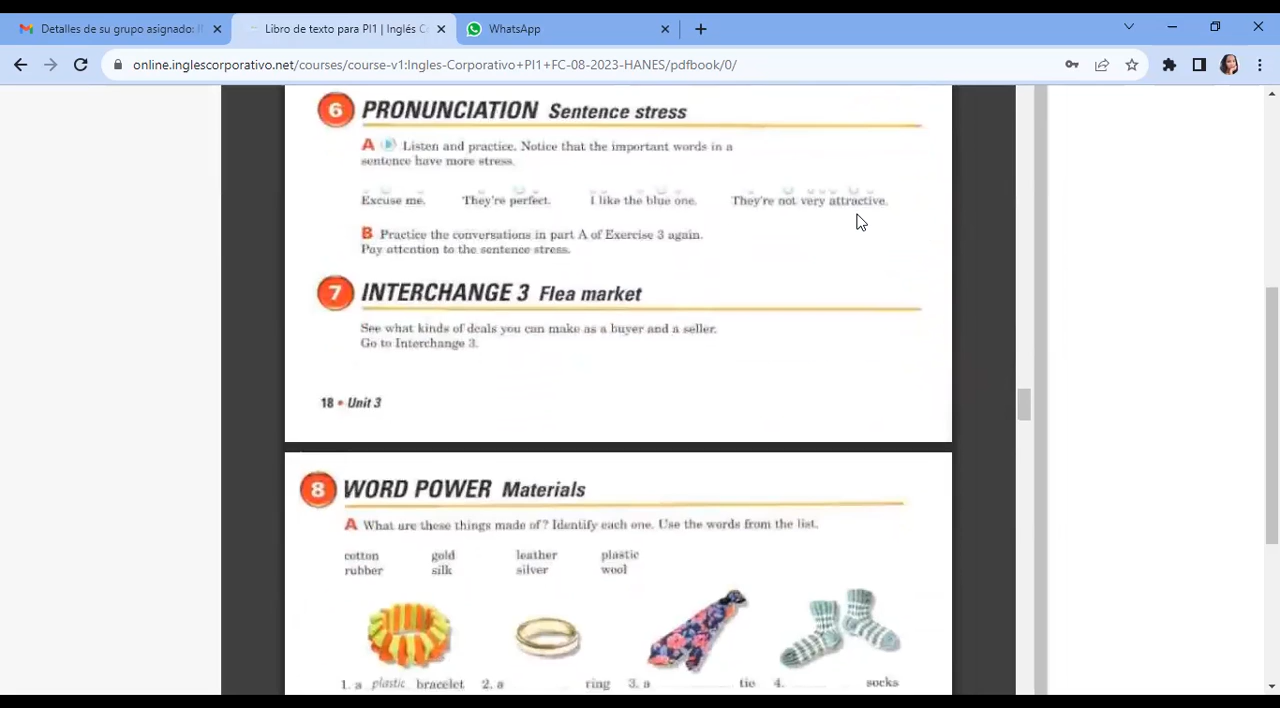 Detalles de su grupo asignado: I
Libro de texto para PI1 | Inglés C
WhatsApp
online.inglescorporativo.net/courses/course-v1:Ingles-Corporativo+PI1+FC-08-2023-HANES/pdfbook/0/
6 PRONUNCIATION Sentence stress
A Listen and practice. Notice that the important words in a
sentence have more stress.
Excuse me. They're perfect. I like the blue one. They're not very attractive.
B Practice the conversations in part A of Exercise 3 again.
Pay attention to the sentence stress.
7 INTERCHANGE 3 Flea market
See what kinds of deals you can make as a buyer and a seller.
Go to Interchange 3.
18 • Unit 3
8 WORD POWER Materials
A What are these things made of? Identify each one. Use the words from the list.
cotton gold leather plastic
rubber silk silver wool
1. a plastic bracelet 2. a ring 3. a tie 4. socks